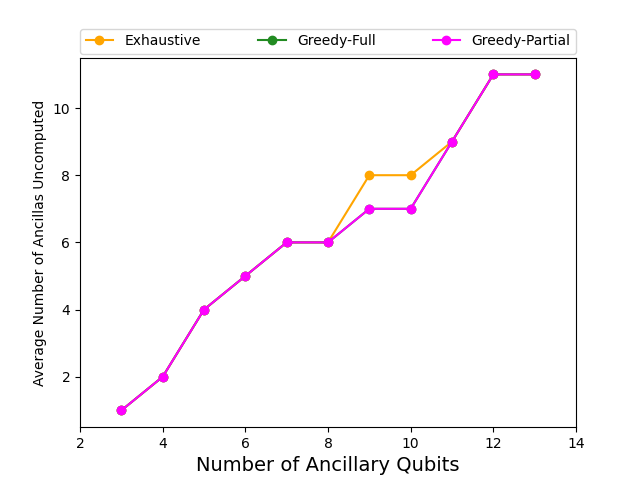 Exhaustive Greedy-Full Greedy-Partial
Average Number of Ancillas Uncomputed
10
8
6
4
2
2 4 6 8 10 12 14
Number of Ancillary Qubits